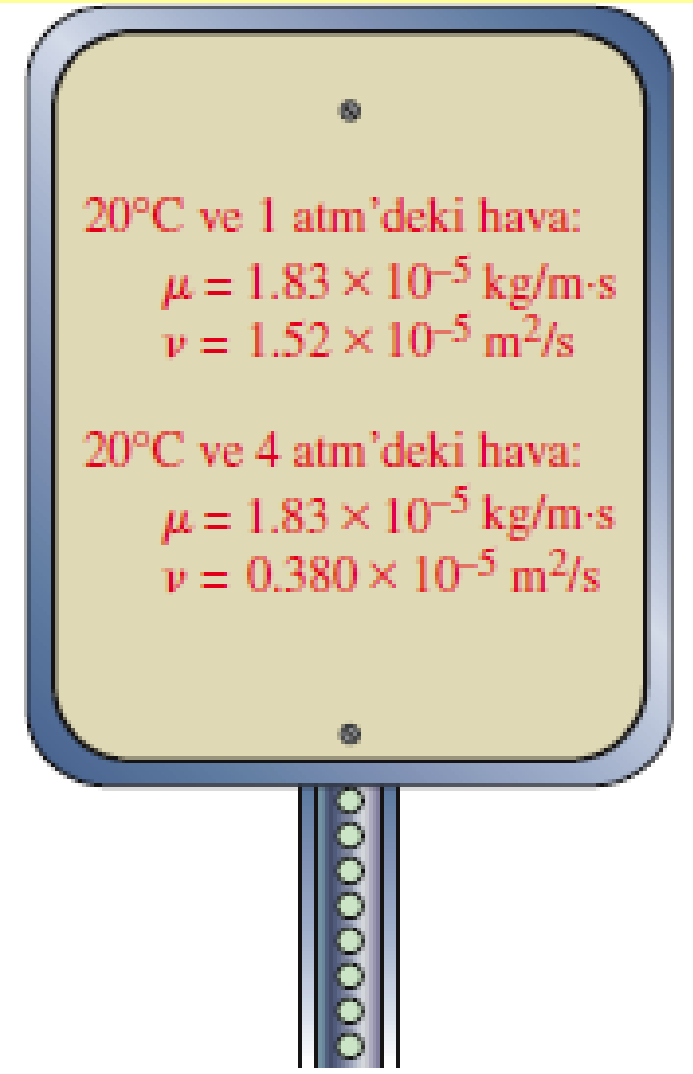 20°C ve 1 atm'deki hava:
μ = 1.83 × 10⁻⁵ kg/m·s
ν = 1.52 × 10⁻⁵ m²/s
20°C ve 4 atm'deki hava:
μ = 1.83 × 10⁻⁵ kg/m·s
ν = 0.380 × 10⁻⁵ m²/s